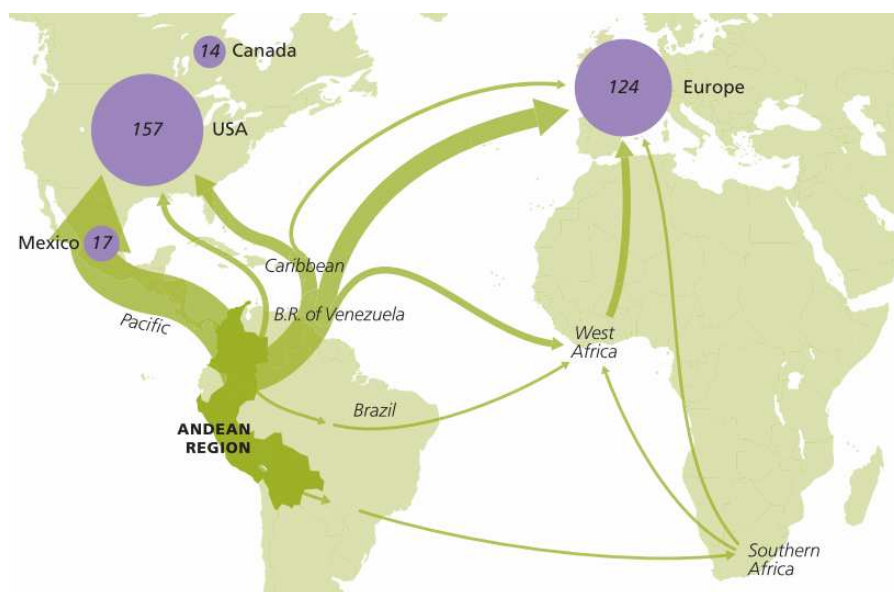 14 Canada
157 USA
124 Europe
Mexico 17
Caribbean
Pacific
B.R. of Venezuela
West
Africa
Brazil
ANDEAN
REGION
Southern
Africa